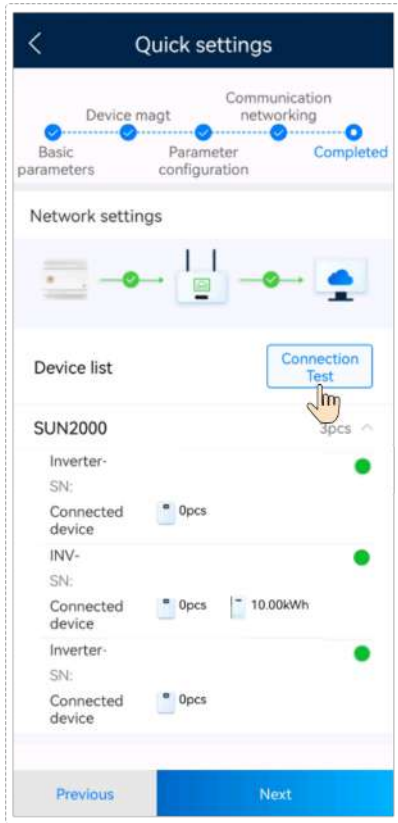 Quick settings
Communication
Device magt networking
Basic Parameter Completed
parameters configuration
Network settings
Device list
Connection
Test
SUN2000 3pcs
Inverter-
SN:
Connected 0pcs
device
INV-
SN:
Connected 0pcs 10.00kWh
device
Inverter-
SN:
Connected 0pcs
device
Previous Next